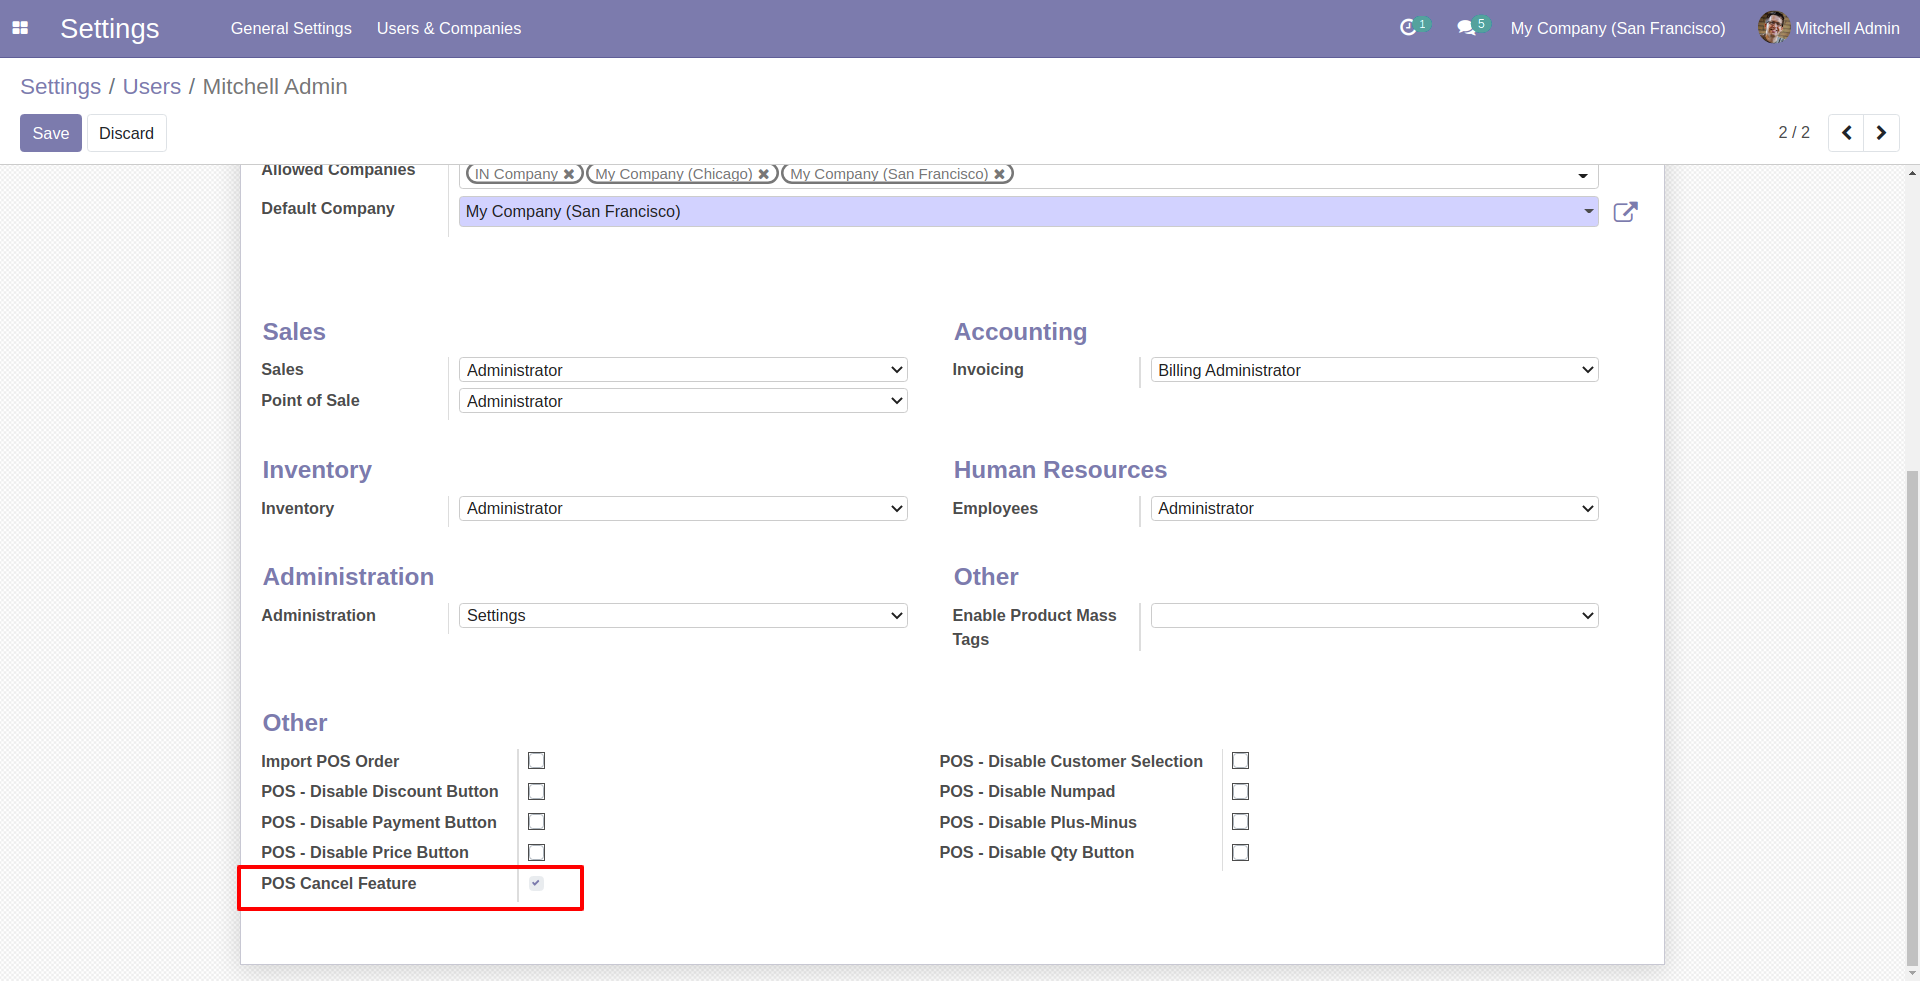 Settings General Settings Users & Companies 1 5 My Company (San Francisco) Mitchell Admin
Settings / Users / Mitchell Admin
Save Discard 2 / 2
Allowed Companies IN Company My Company (Chicago) My Company (San Francisco)
Default Company My Company (San Francisco)
Sales Accounting
Sales Administrator Invoicing Billing Administrator
Point of Sale Administrator
Inventory Human Resources
Inventory Administrator Employees Administrator
Administration Other
Administration Settings Enable Product Mass
Tags
Other
Import POS Order POS - Disable Customer Selection
POS - Disable Discount Button POS - Disable Numpad
POS - Disable Payment Button POS - Disable Plus-Minus
POS - Disable Price Button POS - Disable Qty Button
POS Cancel Feature